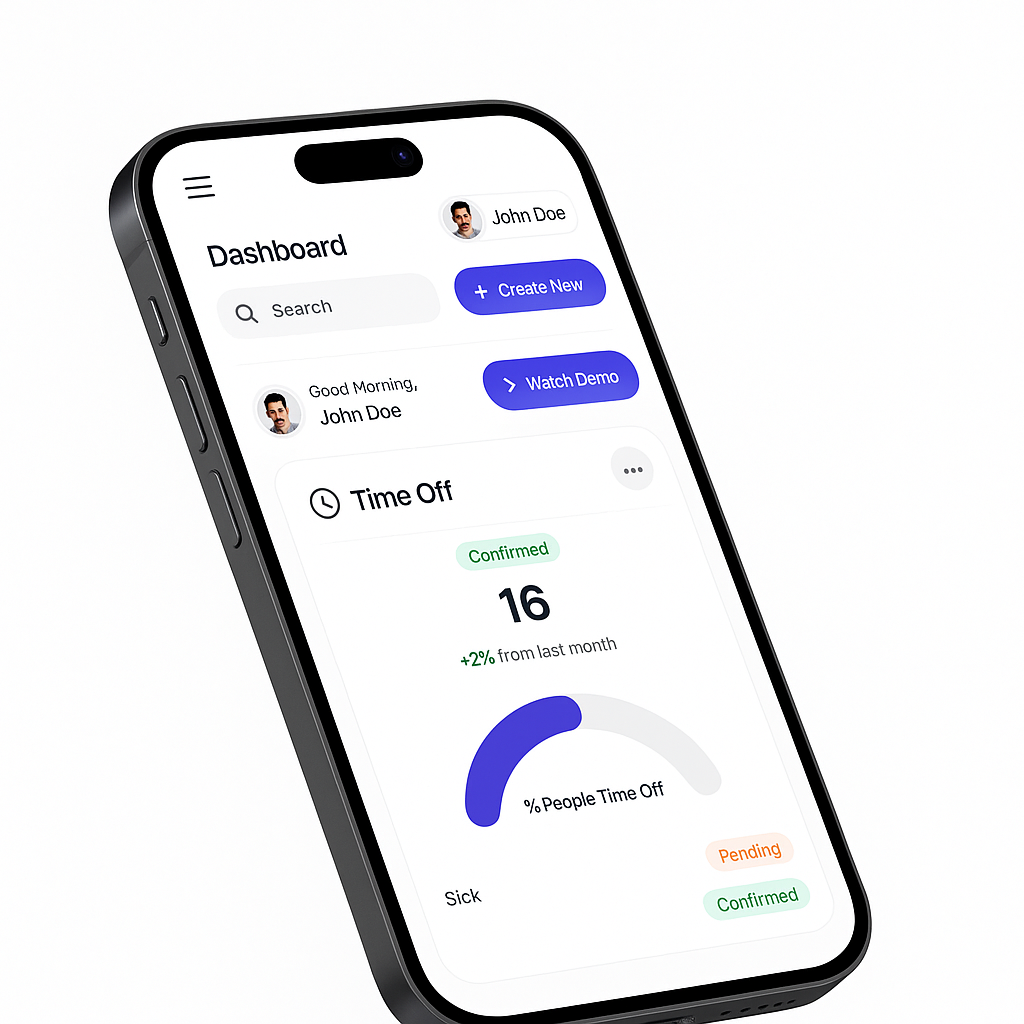 John Doe
Dashboard
Search
+ Create New
Good Morning,
John Doe
Watch Demo
Time Off
Confirmed
16
+2% from last month
% People Time Off
Pending
Sick
Confirmed